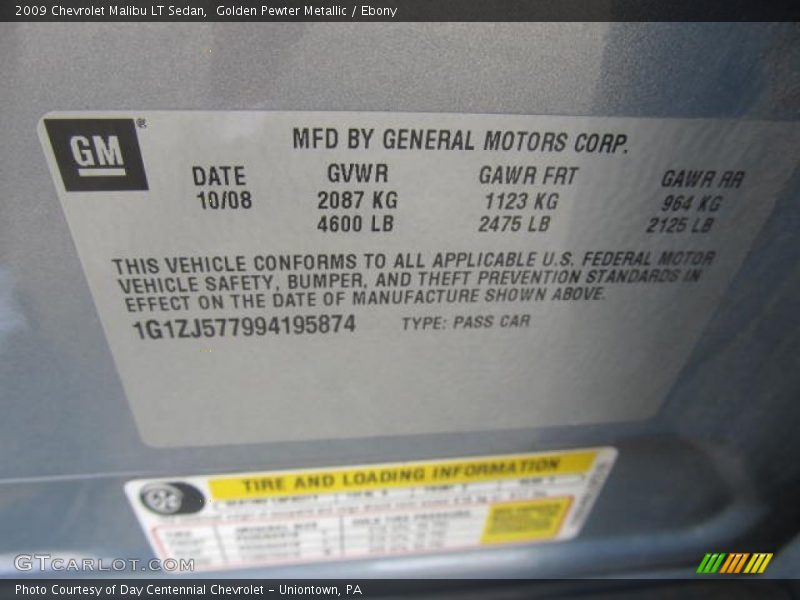 2009 Chevrolet Malibu LT Sedan, Golden Pewter Metallic / Ebony
GM®
MFD BY GENERAL MOTORS CORP.
DATE GVWR GAWR FRT GAWR RR
10/08 2087 KG 1123 KG 964 KG
4600 LB 2475 LB 2125 LB
THIS VEHICLE CONFORMS TO ALL APPLICABLE U.S. FEDERAL MOTOR
VEHICLE SAFETY, BUMPER, AND THEFT PREVENTION STANDARDS IN
EFFECT ON THE DATE OF MANUFACTURE SHOWN ABOVE.
1G1ZJ577994195874 TYPE: PASS CAR
TIRE AND LOADING INFORMATION
GTCARLOT.COM
Photo Courtesy of Day Centennial Chevrolet - Uniontown, PA